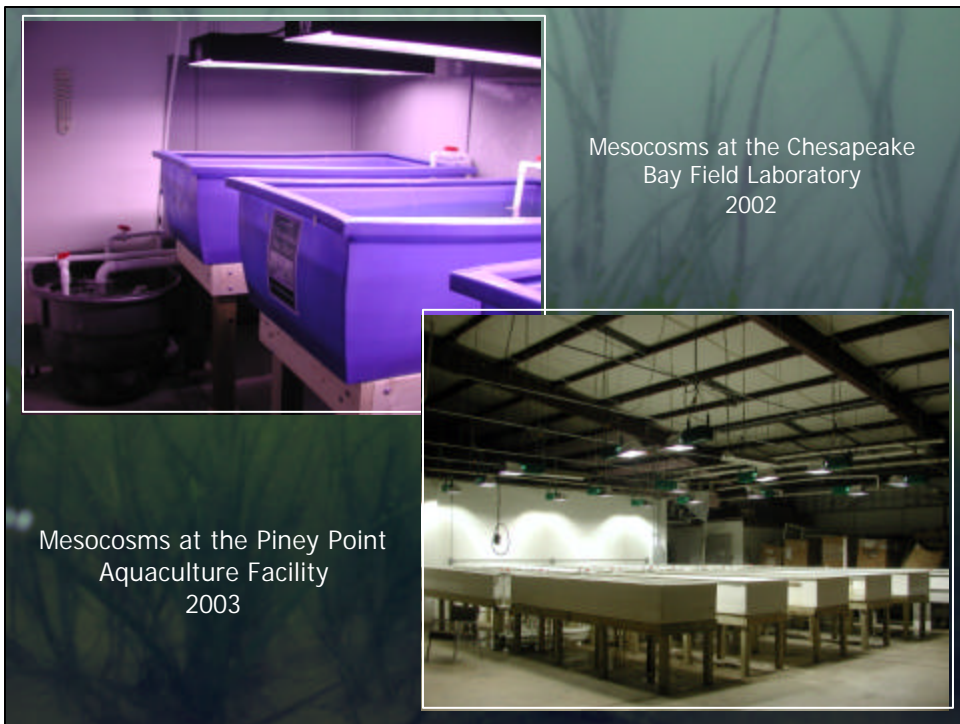 Mesocosms at the Chesapeake
Bay Field Laboratory
2002
Mesocosms at the Piney Point
Aquaculture Facility
2003